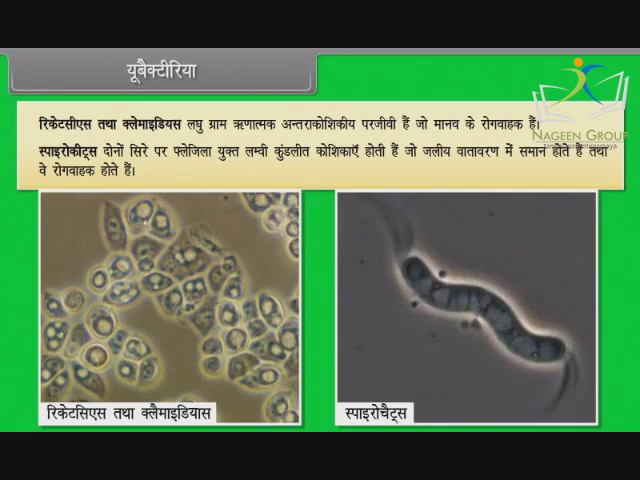 यूबैक्टीरिया
रिकेटसीएस तथा क्लैमाइडियस लघु ग्राम ऋणात्मक अन्तराकोशिकीय परजीवी हैं जो मानव के रोगवाहक हैं।
NAGEEN GROUP
स्पाइरोकीट्स दोनों सिरे पर फ्लेजिला युक्त लम्वी कुंडलीत कोशिकाएँ होती हैं जो जलीय वातावरण में समान होते हैं तथा
वे रोगवाहक होते हैं।
रिकेटसिएस तथा क्लैमाइडियास
स्पाइरोचैट्स